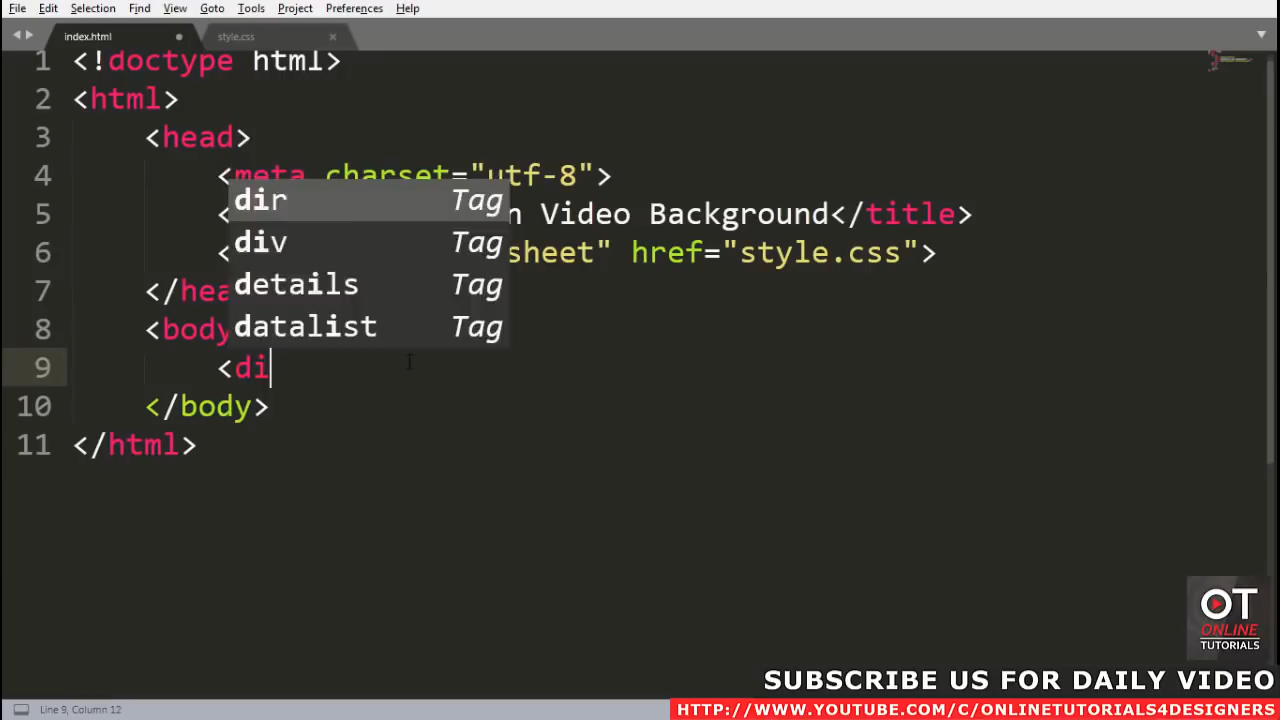 File Edit Selection Find View Goto Tools Project Preferences Help
index.html style.css
1 <!doctype html>
2 <html>
3 <head>
4 <meta charset="utf-8">
5 < Video Background</title>
6 < sheet" href="style.css">
7 </hea
8 <body
9 <di
10 </body>
11 </html>
dir Tag
div Tag
details Tag
datalist Tag
OT
ONLINE
TUTORIALS
SUBSCRIBE US FOR DAILY VIDEO
HTTP://WWW.YOUTUBE.COM/C/ONLINETUTORIALS4DESIGNERS
Line 9, Column 12